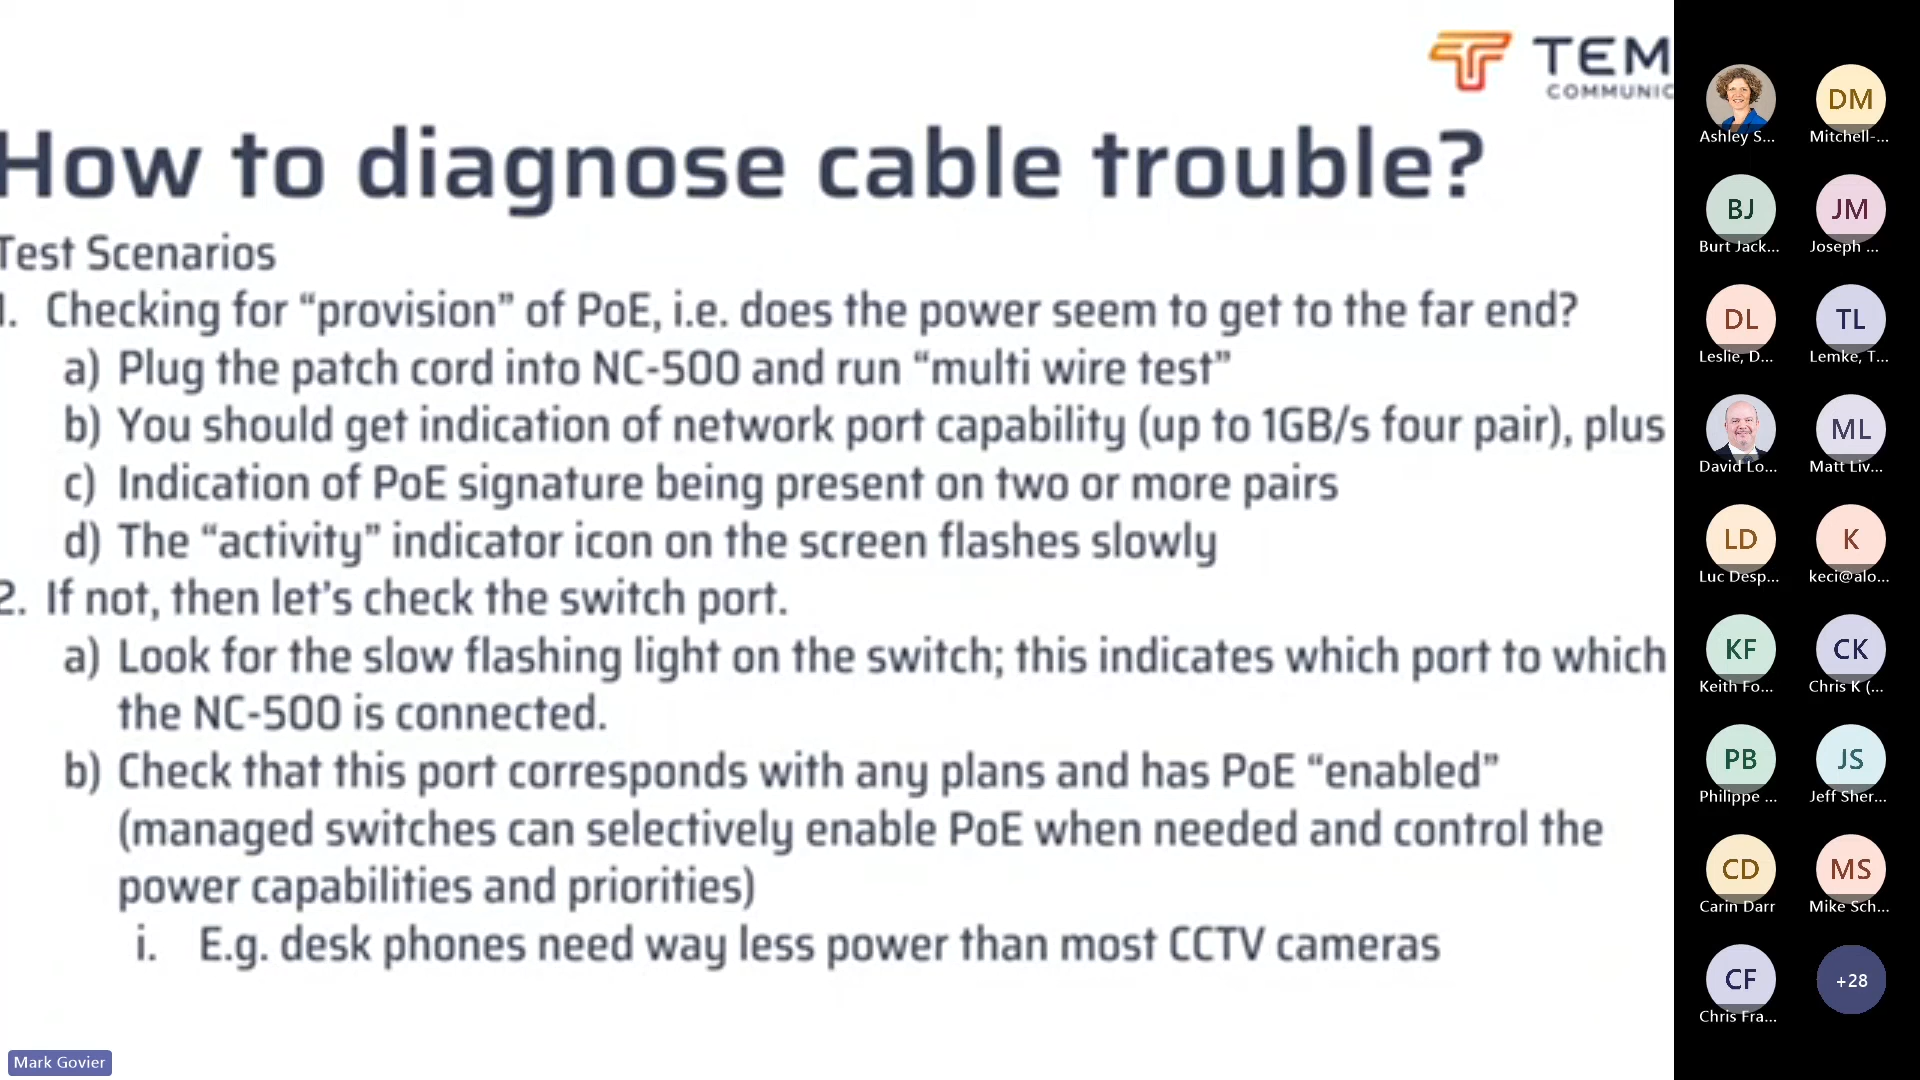 TEM
COMMUNIC
How to diagnose cable trouble?
Test Scenarios
1. Checking for “provision” of PoE, i.e. does the power seem to get to the far end?
a) Plug the patch cord into NC-500 and run “multi wire test”
b) You should get indication of network port capability (up to 1GB/s four pair), plus
c) Indication of PoE signature being present on two or more pairs
d) The “activity” indicator icon on the screen flashes slowly
2. If not, then let’s check the switch port.
a) Look for the slow flashing light on the switch; this indicates which port to which
the NC-500 is connected.
b) Check that this port corresponds with any plans and has PoE “enabled”
(managed switches can selectively enable PoE when needed and control the
power capabilities and priorities)
i. E.g. desk phones need way less power than most CCTV cameras
Mark Govier
Ashley S...
DM
Mitchell-...
BJ
Burt Jack...
JM
Joseph ...
DL
Leslie, D...
TL
Lemke, T...
David Lo...
ML
Matt Liv...
LD
Luc Desp...
K
keci@alo...
KF
Keith Fo...
CK
Chris K (...
PB
Philippe ...
JS
Jeff Sher...
CD
Carin Darr
MS
Mike Sch...
CF
Chris Fra...
+28